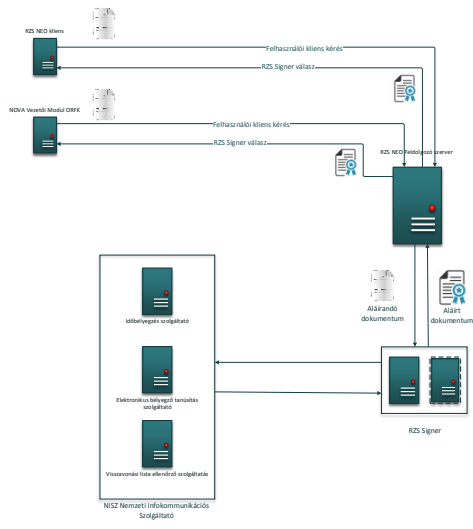 RZS NEO kliens
Felhasználói kliens kérés
RZS Signer válasz
NOVA Vezetői Modul ORFK
Felhasználói kliens kérés
RZS Signer válasz
RZS NEO Feldolgozó szerver
Aláírandó
dokumentum
Aláírt
dokumentum
Időbélyegzés szolgáltató
Elektronikus bélyegző tanúsítás
szolgáltató
RZS Signer
Visszavonási lista ellenőrző szolgáltatás
NISZ Nemzeti Infokommunikációs
Szolgáltató